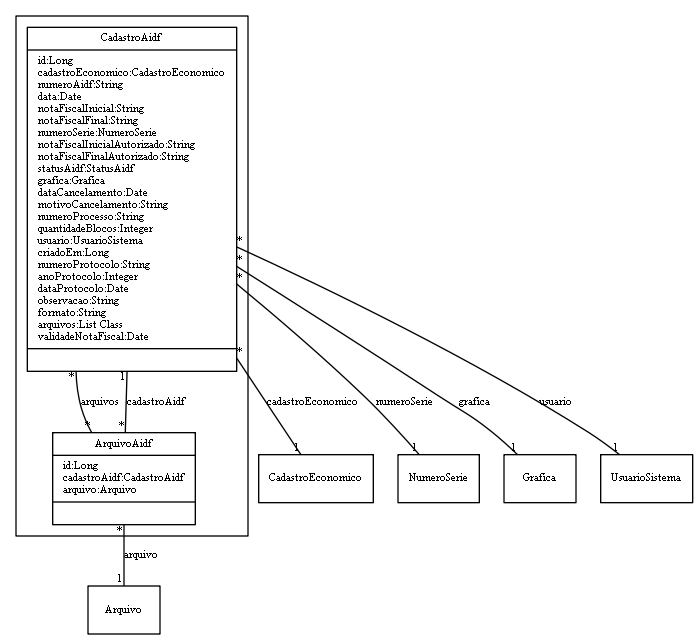 CadastroAidf
id:Long
cadastroEconomico:CadastroEconomico
numeroAidf:String
data:Date
notaFiscalInicial:String
notaFiscalFinal:String
numeroSerie:NumeroSerie
notaFiscalInicialAutorizado:String
notaFiscalFinalAutorizado:String
statusAidf:StatusAidf
grafica:Grafica
dataCancelamento:Date
motivoCancelamento:String
numeroProcesso:String
quantidadeBlocos:Integer
usuario:UsuarioSistema
criadoEm:Long
numeroProtocolo:String
anoProtocolo:Integer
dataProtocolo:Date
observacao:String
formato:String
arquivos:List Class
validadeNotaFiscal:Date
*
*
*
*
* 1
arquivos cadastroAidf cadastroEconomico numeroSerie grafica usuario
* *
ArquivoAidf
id:Long
cadastroAidf:CadastroAidf
arquivo:Arquivo
1 1 1 1
CadastroEconomico NumeroSerie Grafica UsuarioSistema
*
arquivo
1
Arquivo